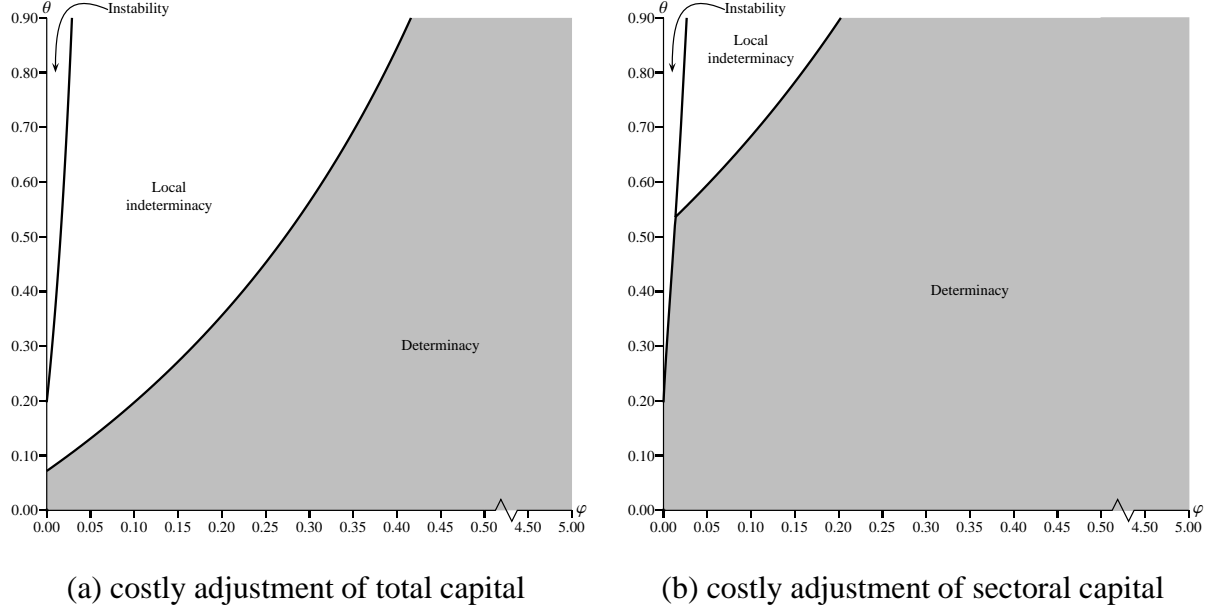 θ
Instability
0.90
0.80
0.70
0.60
0.50
0.40
0.30
0.20
0.10
0.00
Local
indeterminacy
Determinacy
0.00 0.05 0.10 0.15 0.20 0.25 0.30 0.35 0.40 0.45 0.50 4.50 5.00 φ
(a) costly adjustment of total capital
θ
Instability
0.90
0.80
0.70
0.60
0.50
0.40
0.30
0.20
0.10
0.00
Local
indeterminacy
Determinacy
0.00 0.05 0.10 0.15 0.20 0.25 0.30 0.35 0.40 0.45 0.50 4.50 5.00 φ
(b) costly adjustment of sectoral capital